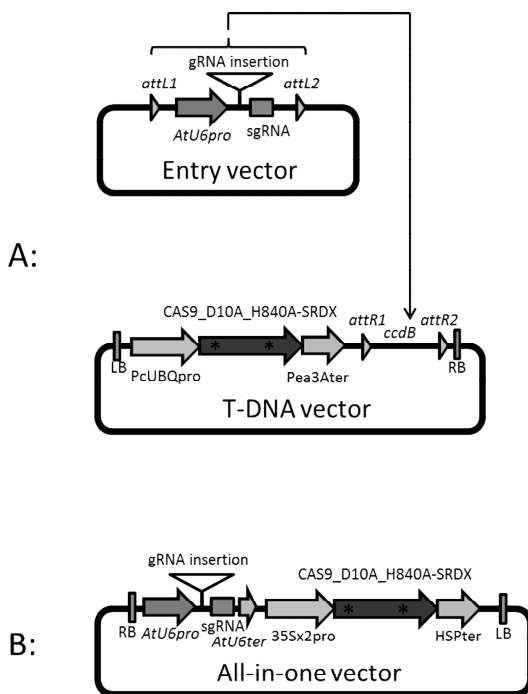 gRNA insertion
attL1
attL2
AtU6pro
sgRNA
Entry vector
A:
CAS9_D10A_H840A-SRDX
attR1
ccdB
attR2
* *
LB
PcUBQpro
Pea3Ater
RB
T-DNA vector
gRNA insertion
CAS9_D10A_H840A-SRDX
* *
RB
AtU6pro
sgRNA
AtU6ter
35Sx2pro
HSPter
LB
B:
All-in-one vector